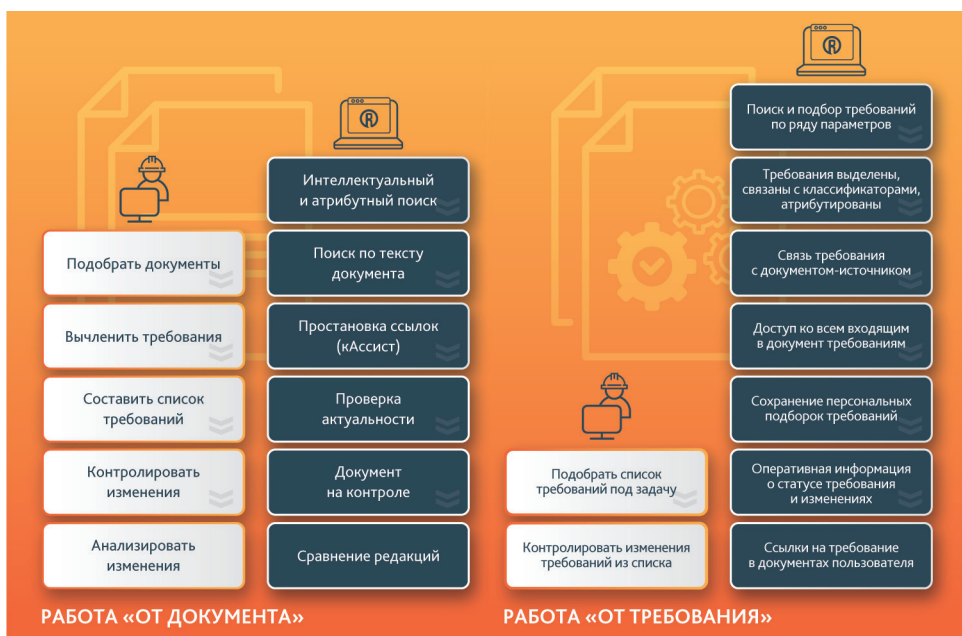 Подобрать документы
Вычленить требования
Составить список
требований
Контролировать
изменения
Анализировать
изменения
R
Интеллектуальный
и атрибутный поиск
Поиск по тексту
документа
Простановка ссылок
(кАссист)
Проверка
актуальности
Документ
на контроле
Сравнение редакций
РАБОТА «ОТ ДОКУМЕНТА»
Подобрать список
требований под задачу
Контролировать изменения
требований из списка
R
Поиск и подбор требований
по ряду параметров
Требования выделены,
связаны с классификаторами,
атрибутированы
Связь требования
с документом-источником
Доступ ко всем входящим
в документ требованиям
Сохранение персональных
подборок требований
Оперативная информация
о статусе требования
и изменениях
Ссылки на требование
в документах пользователя
РАБОТА «ОТ ТРЕБОВАНИЯ»